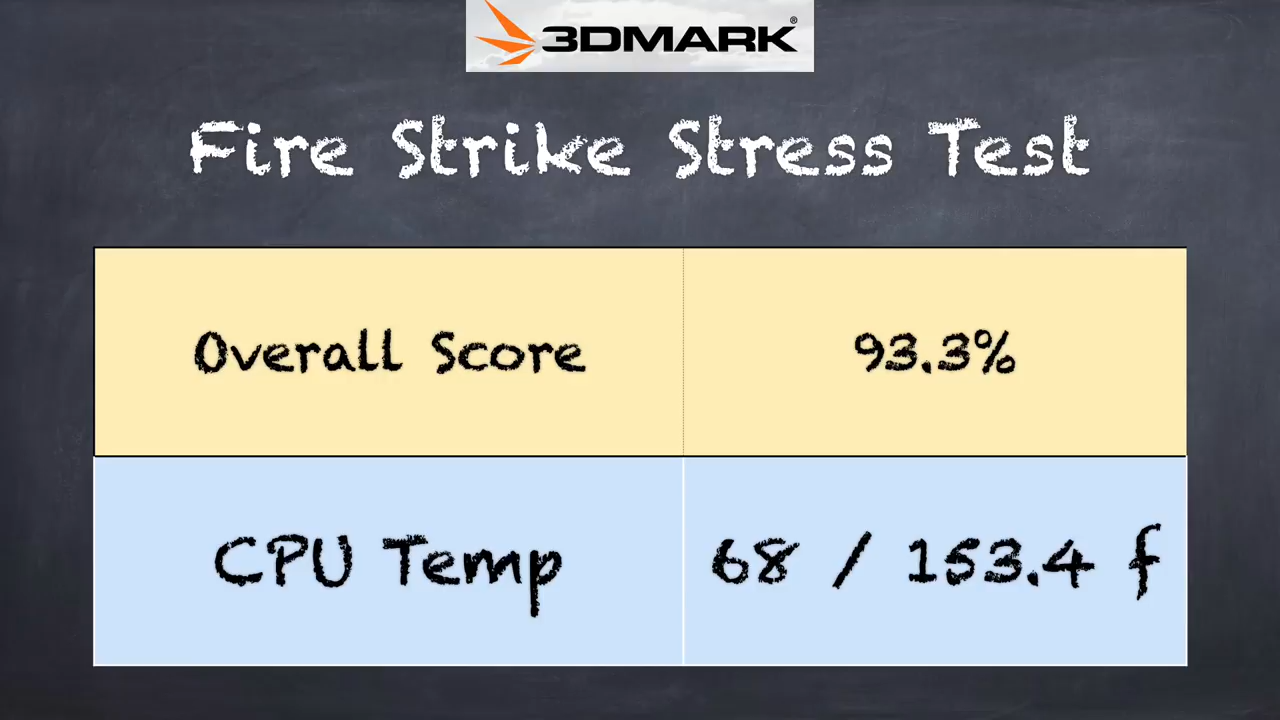 3DMARK®
Fire Strike Stress Test
Overall Score 93.3%
CPU Temp 68 / 153.4 f